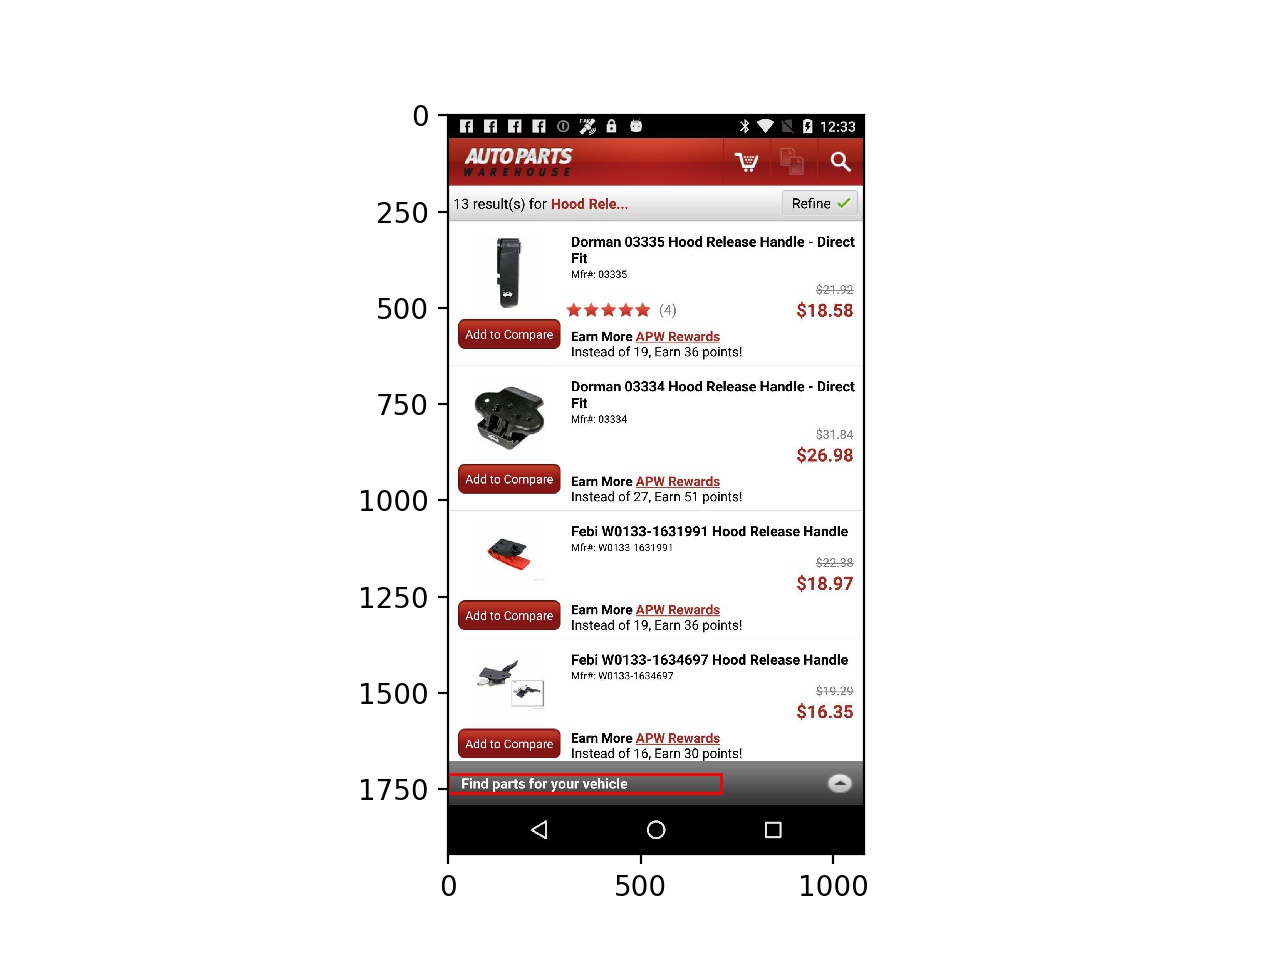 0
250
500
750
1000
1250
1500
1750
12:33
AUTO PARTS
WAREHOUSE
13 result(s) for Hood Rele...
Refine
Dorman 03335 Hood Release Handle - Direct
Fit
Mfr#: 03335
$21.92
(4)
$18.58
Add to Compare
Earn More APW Rewards
Instead of 19, Earn 36 points!
Dorman 03334 Hood Release Handle - Direct
Fit
Mfr#: 03334
$31.84
$26.98
Add to Compare
Earn More APW Rewards
Instead of 27, Earn 51 points!
Febi W0133-1631991 Hood Release Handle
Mfr#: W0133-1631991
$22.38
$18.97
Add to Compare
Earn More APW Rewards
Instead of 19, Earn 36 points!
Febi W0133-1634697 Hood Release Handle
Mfr#: W0133-1634697
$19.29
$16.35
Add to Compare
Earn More APW Rewards
Instead of 16, Earn 30 points!
Find parts for your vehicle
0
500
1000